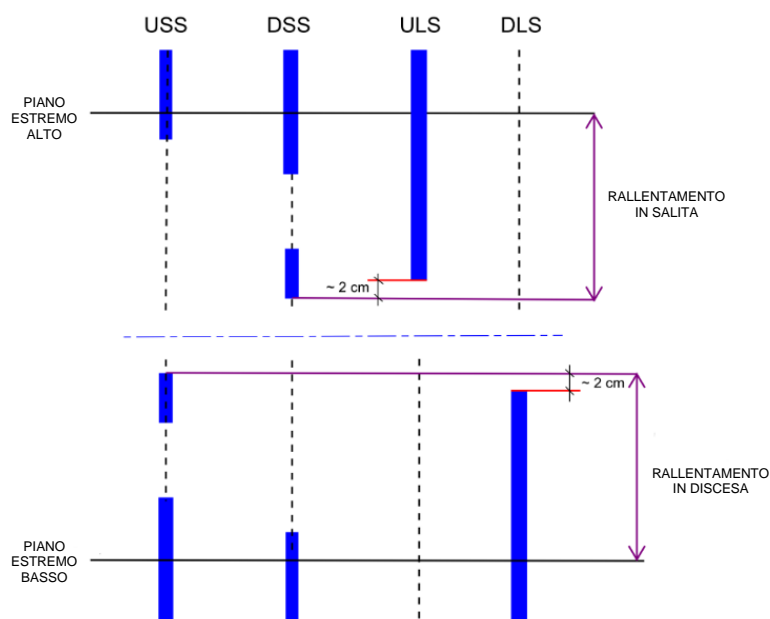 USS DSS ULS DLS
PIANO
ESTREMO
ALTO
RALLENTAMENTO
IN SALITA
~ 2 cm
~ 2 cm
RALLENTAMENTO
IN DISCESA
PIANO
ESTREMO
BASSO